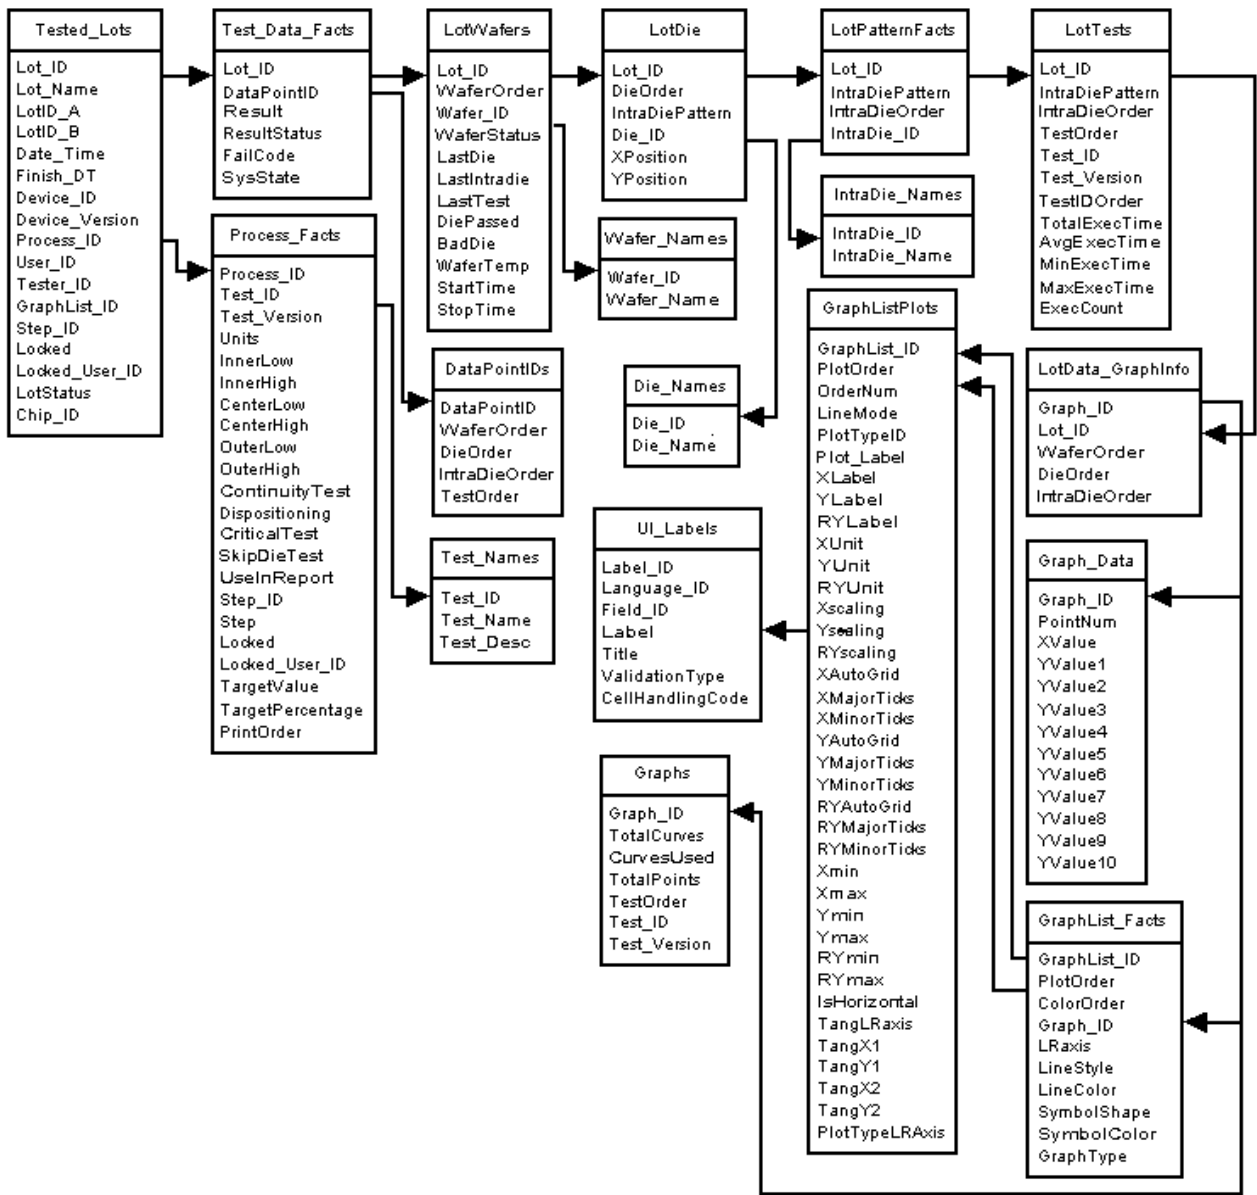 Tested_Lots
Lot_ID
Lot_Name
LotID_A
LotID_B
Date_Time
Finish_DT
Device_ID
Device_Version
Process_ID
User_ID
Tester_ID
GraphList_ID
Step_ID
Locked
Locked_User_ID
LotStatus
Chip_ID
Test_Data_Facts
Lot_ID
DataPointID
Result
ResultStatus
FailCode
SysState
Process_Facts
Process_ID
Test_ID
Test_Version
Units
InnerLow
InnerHigh
CenterLow
CenterHigh
OuterLow
OuterHigh
ContinuityTest
Dispositioning
CriticalTest
SkipDieTest
UseInReport
Step_ID
Step
Locked
Locked_User_ID
TargetValue
TargetPercentage
PrintOrder
LotWafers
Lot_ID
WaferOrder
Wafer_ID
WaferStatus
LastDie
LastIntradie
LastTest
DiePassed
BadDie
WaferTemp
StartTime
StopTime
DataPointIDs
DataPointID
WaferOrder
DieOrder
IntraDieOrder
TestOrder
Test_Names
Test_ID
Test_Name
Test_Desc
LotDie
Lot_ID
DieOrder
IntraDiePattern
Die_ID
XPosition
YPosition
Wafer_Names
Wafer_ID
Wafer_Name
Die_Names
Die_ID
Die_Name
UI_Labels
Label_ID
Language_ID
Field_ID
Label
Title
ValidationType
CellHandlingCode
Graphs
Graph_ID
TotalCurves
CurvesUsed
TotalPoints
TestOrder
Test_ID
Test_Version
LotPatternFacts
Lot_ID
IntraDiePattern
IntraDieOrder
IntraDie_ID
IntraDie_Names
IntraDie_ID
IntraDie_Name
GraphListPlots
GraphList_ID
PlotOrder
OrderNum
LineMode
PlotTypeID
Plot_Label
XLabel
YLabel
RYLabel
XUnit
YUnit
RYUnit
Xscaling
Yscaling
RYscaling
XAutoGrid
XMajorTicks
XMinorTicks
YAutoGrid
YMajorTicks
YMinorTicks
RYAutoGrid
RYMajorTicks
RYMinorTicks
Xmin
Xmax
Ymin
Ymax
RYmin
RYmax
IsHorizontal
TangLRaxis
TangX1
TangY1
TangX2
TangY2
PlotTypeLRAxis
LotTests
Lot_ID
IntraDiePattern
IntraDieOrder
TestOrder
Test_ID
Test_Version
TestIDOrder
TotalExecTime
AvgExecTime
MinExecTime
MaxExecTime
ExecCount
LotData_GraphInfo
Graph_ID
Lot_ID
WaferOrder
DieOrder
IntraDieOrder
Graph_Data
Graph_ID
PointNum
XValue
YValue1
YValue2
YValue3
YValue4
YValue5
YValue6
YValue7
YValue8
YValue9
YValue10
GraphList_Facts
GraphList_ID
PlotOrder
ColorOrder
Graph_ID
LRaxis
LineStyle
LineColor
SymbolShape
SymbolColor
GraphType